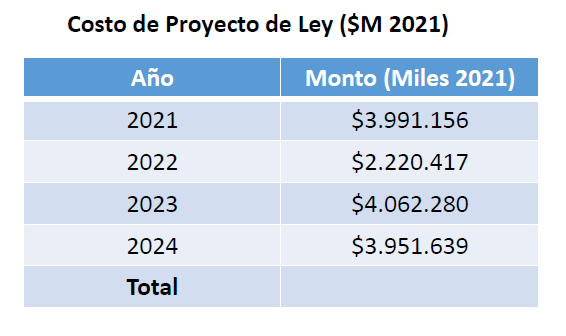 Costo de Proyecto de Ley ($M 2021)
Año Monto (Miles 2021)
2021 $3.991.156
2022 $2.220.417
2023 $4.062.280
2024 $3.951.639
Total